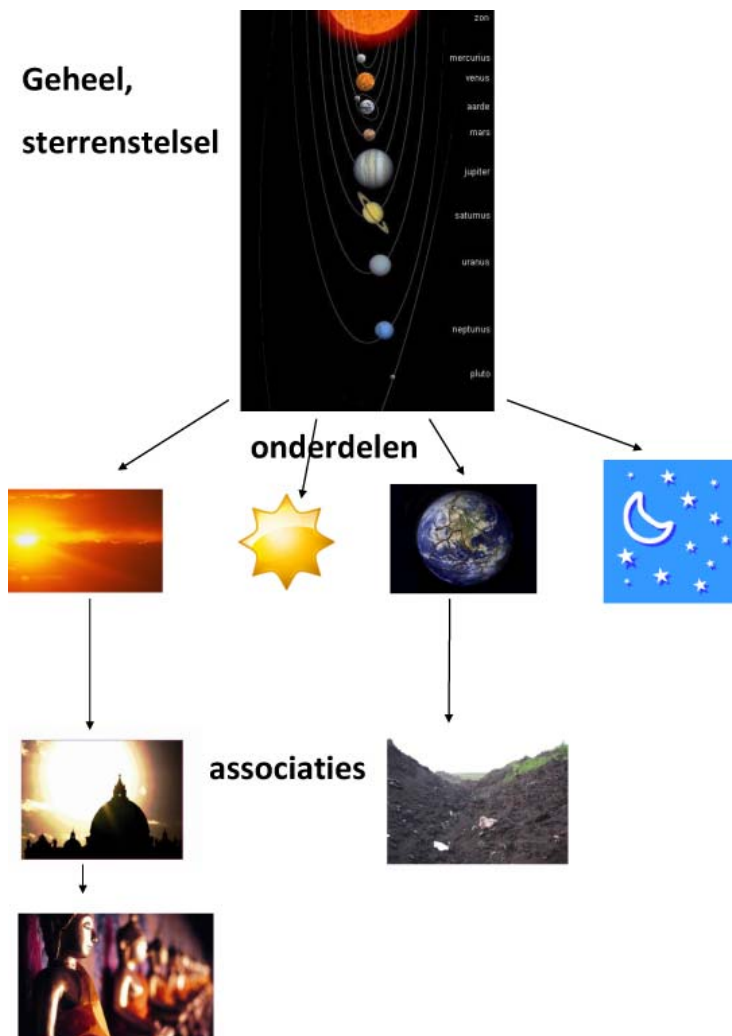 zon
mercurius
Geheel,
venus
aarde
sterrenstelsel
mars
jupiter
saturnus
uranus
neptunus
pluto
onderdelen
associaties